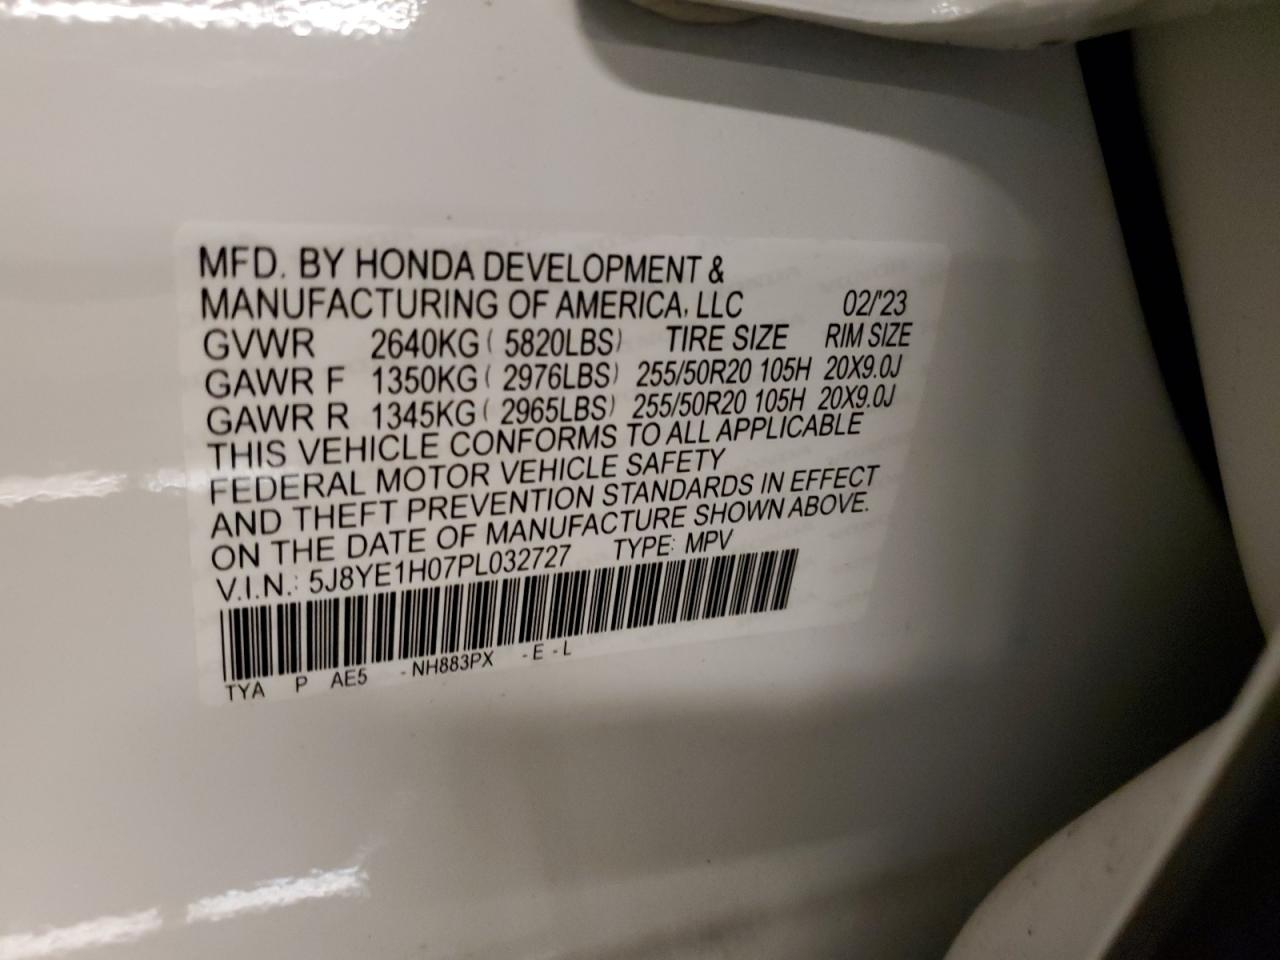 MFD. BY HONDA DEVELOPMENT &
MANUFACTURING OF AMERICA, LLC 02/'23
GVWR 2640KG ( 5820LBS) TIRE SIZE RIM SIZE
GAWR F 1350KG ( 2976LBS) 255/50R20 105H 20X9.0J
GAWR R 1345KG ( 2965LBS) 255/50R20 105H 20X9.0J
THIS VEHICLE CONFORMS TO ALL APPLICABLE
FEDERAL MOTOR VEHICLE SAFETY
AND THEFT PREVENTION STANDARDS IN EFFECT
ON THE DATE OF MANUFACTURE SHOWN ABOVE.
V.I.N.: 5J8YE1H07PL032727 TYPE: MPV
TYA P AE5 -NH883PX -E-L